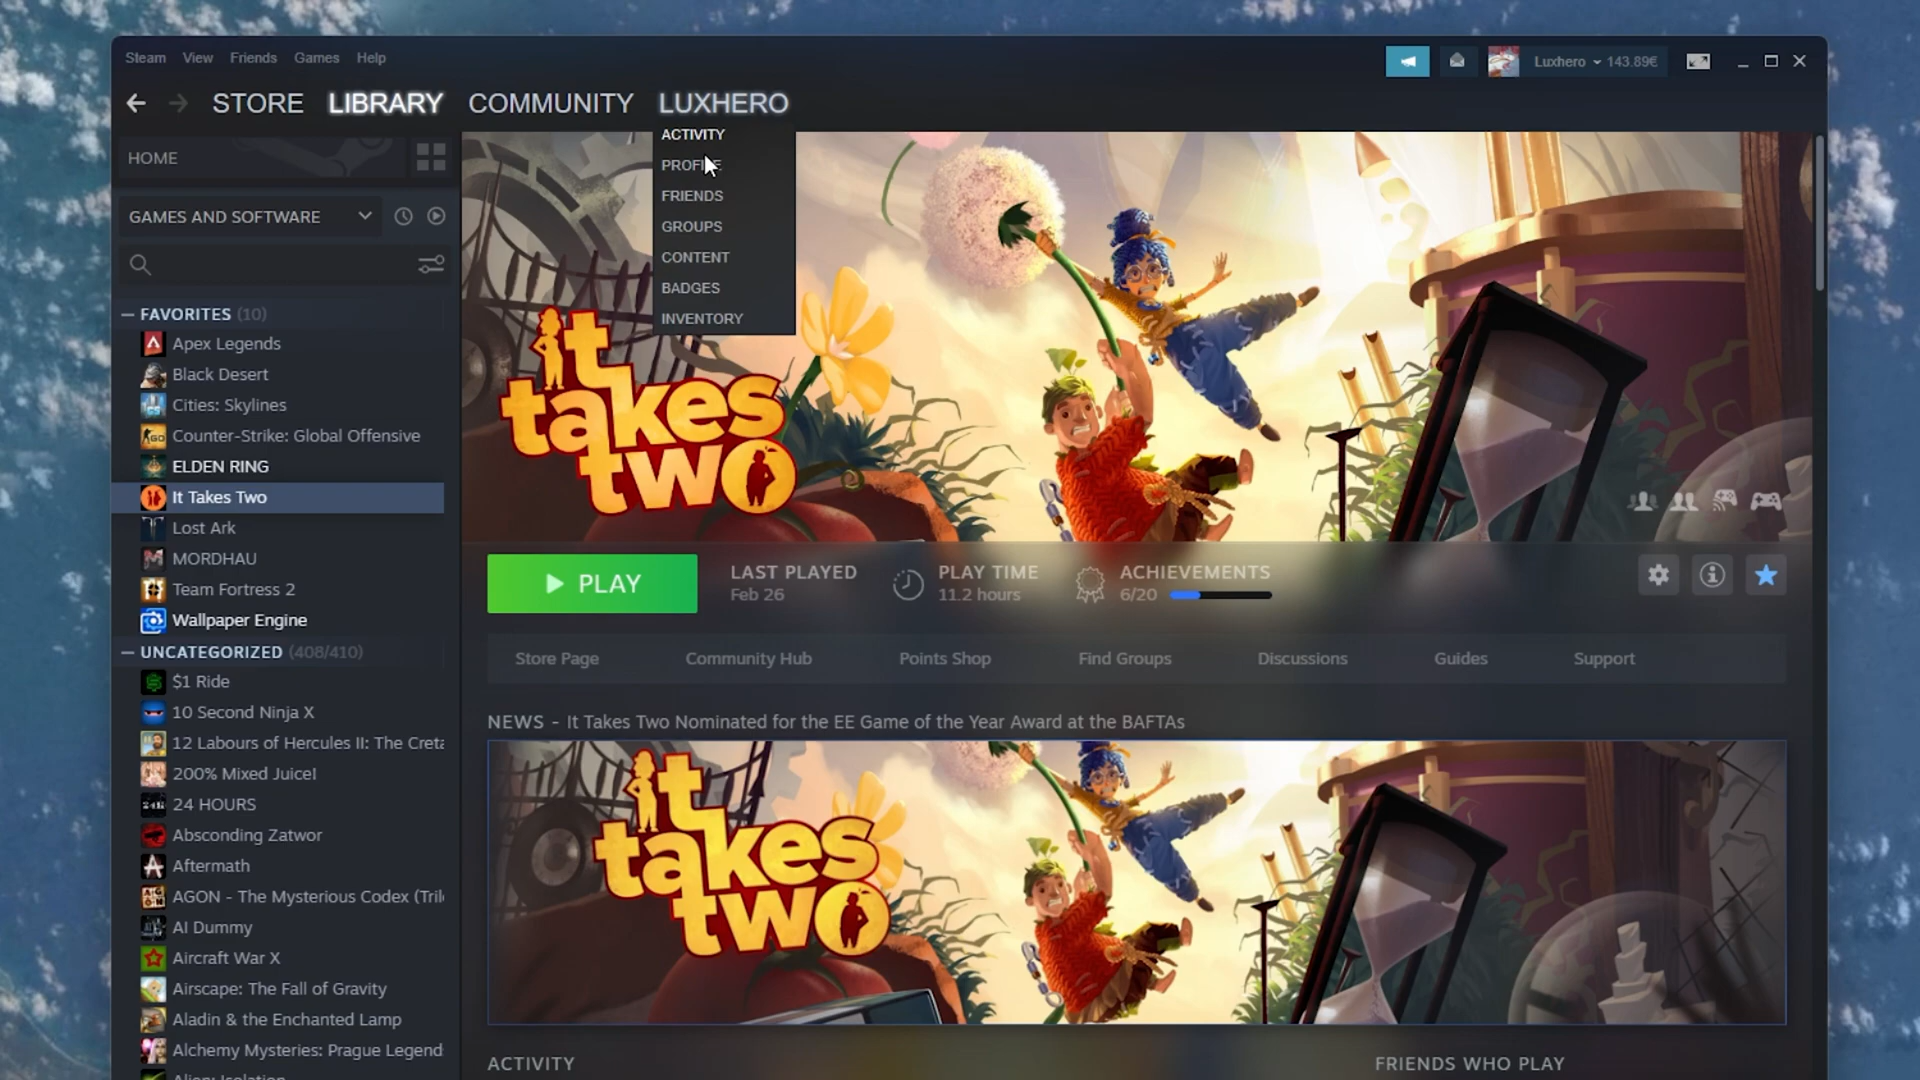 Steam View Friends Games Help
Luxhero 143.89€
STORE LIBRARY COMMUNITY LUXHERO
ACTIVITY
PROFILE
FRIENDS
GROUPS
CONTENT
BADGES
INVENTORY
HOME
GAMES AND SOFTWARE
FAVORITES (10)
Apex Legends
Black Desert
Cities: Skylines
Counter-Strike: Global Offensive
ELDEN RING
It Takes Two
Lost Ark
MORDHAU
Team Fortress 2
Wallpaper Engine
UNCATEGORIZED (408/410)
$1 Ride
10 Second Ninja X
12 Labours of Hercules II: The Creta
200% Mixed Juice!
24 HOURS
Absconding Zatwor
Aftermath
AGON - The Mysterious Codex (Tril
AI Dummy
Aircraft War X
Airscape: The Fall of Gravity
Aladin & the Enchanted Lamp
Alchemy Mysteries: Prague Legend
Alien: Isolation
it
takes
two
PLAY
LAST PLAYED
Feb 26
PLAY TIME
11.2 hours
ACHIEVEMENTS
6/20
Store Page Community Hub Points Shop Find Groups Discussions Guides Support
NEWS - It Takes Two Nominated for the EE Game of the Year Award at the BAFTAs
it
takes
two
ACTIVITY
FRIENDS WHO PLAY